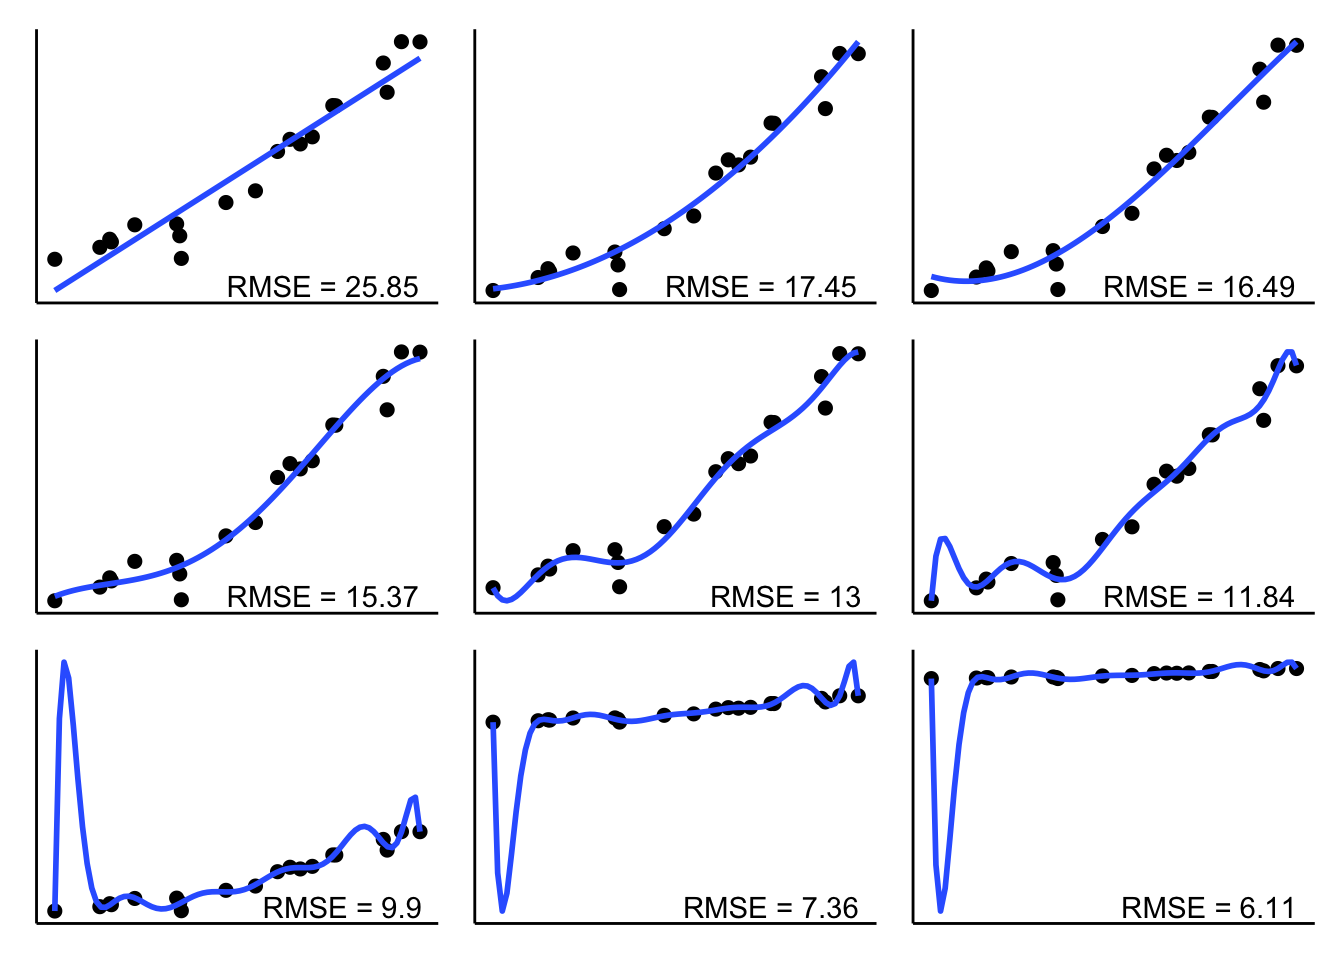 RMSE = 25.85
RMSE = 17.45
RMSE = 16.49
RMSE = 15.37
RMSE = 13
RMSE = 11.84
RMSE = 9.9
RMSE = 7.36
RMSE = 6.11